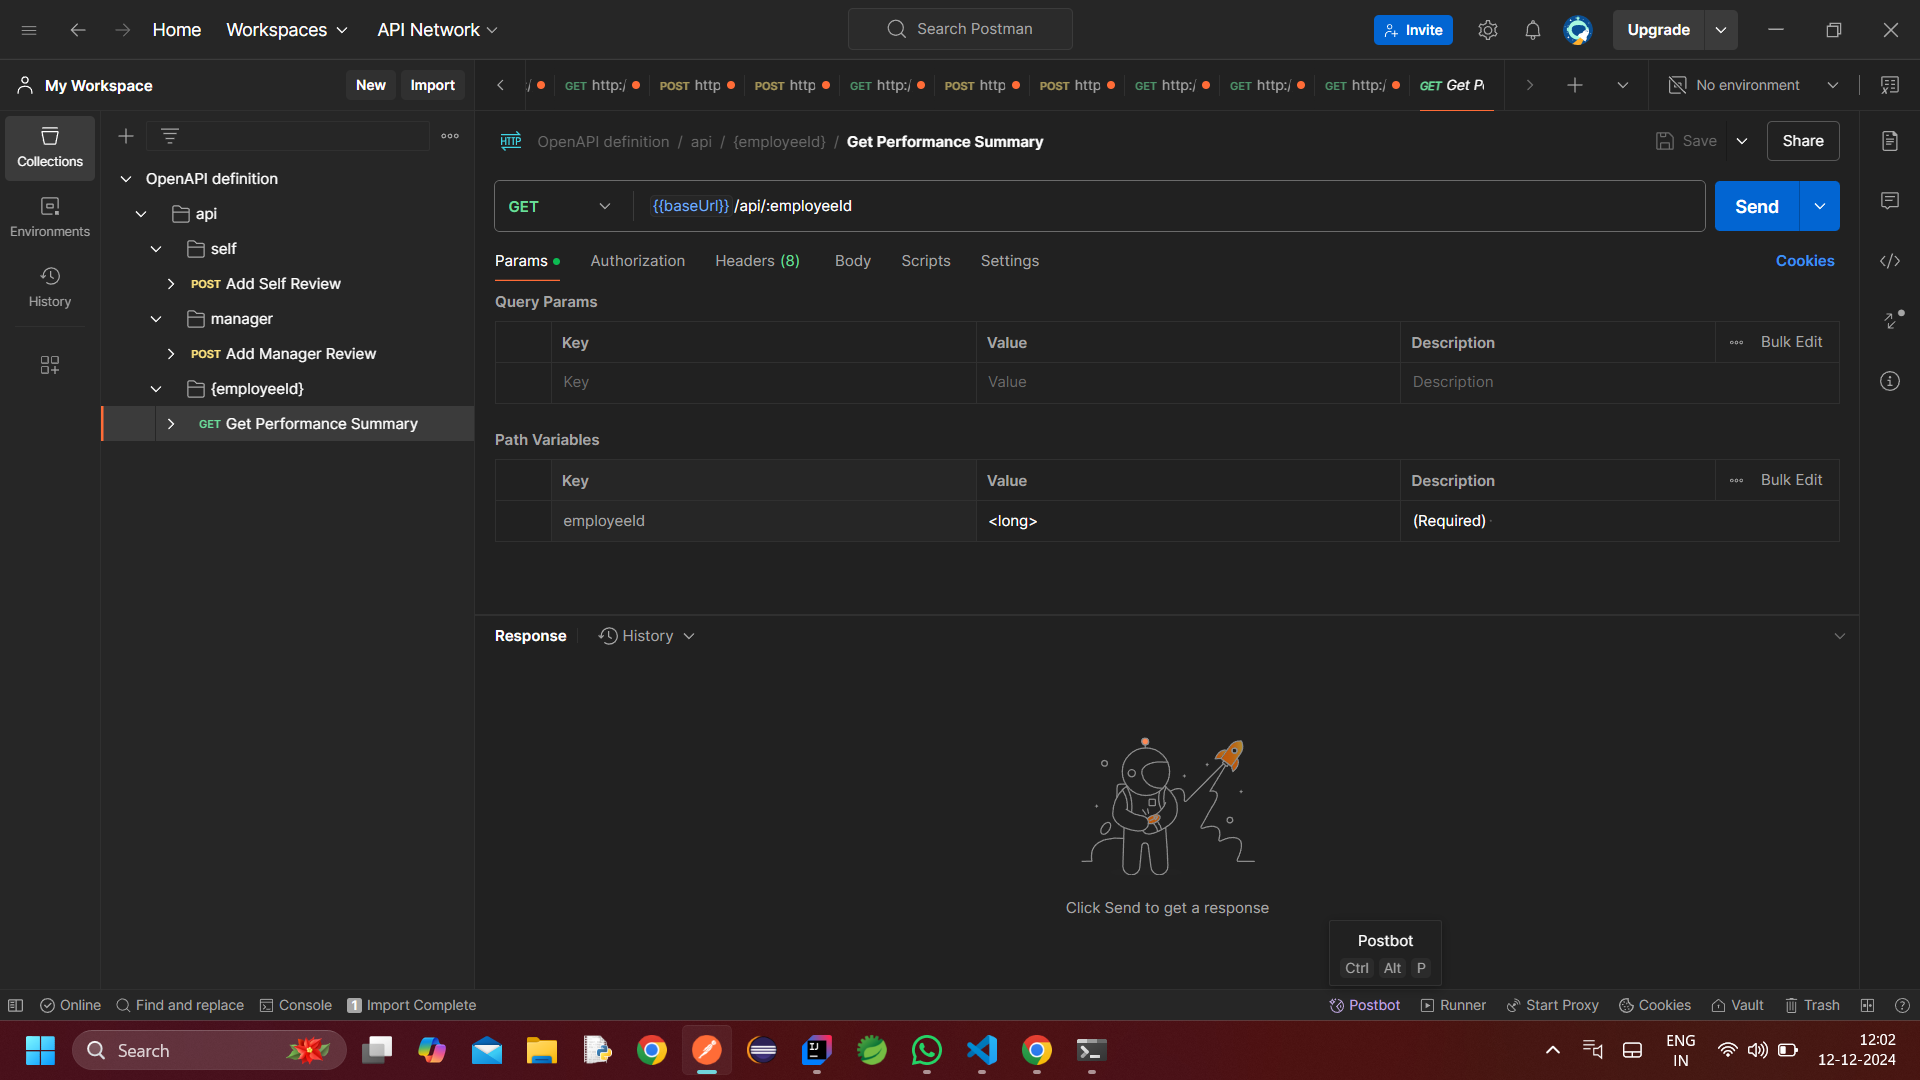 Home Workspaces API Network Search Postman Invite Upgrade
My Workspace New Import GET http:/ POST http POST http GET http:/ POST http POST http GET http:/ GET http:/ GET http:/ GET Get P No environment
Collections
Environments
History
OpenAPI definition
api
self
POST Add Self Review
manager
POST Add Manager Review
{employeeId}
GET Get Performance Summary
HTTP OpenAPI definition / api / {employeeId} / Get Performance Summary Save Share
GET {{baseUrl}} /api/:employeeId Send
Params Authorization Headers (8) Body Scripts Settings Cookies
Query Params
Key Value Description Bulk Edit
Key Value Description
Path Variables
Key Value Description Bulk Edit
employeeId <long> (Required)
Response History
Click Send to get a response
Postbot
Ctrl Alt P
Online Find and replace Console 1 Import Complete Postbot Runner Start Proxy Cookies Vault Trash
Search IJ ENG IN 12:02
12-12-2024